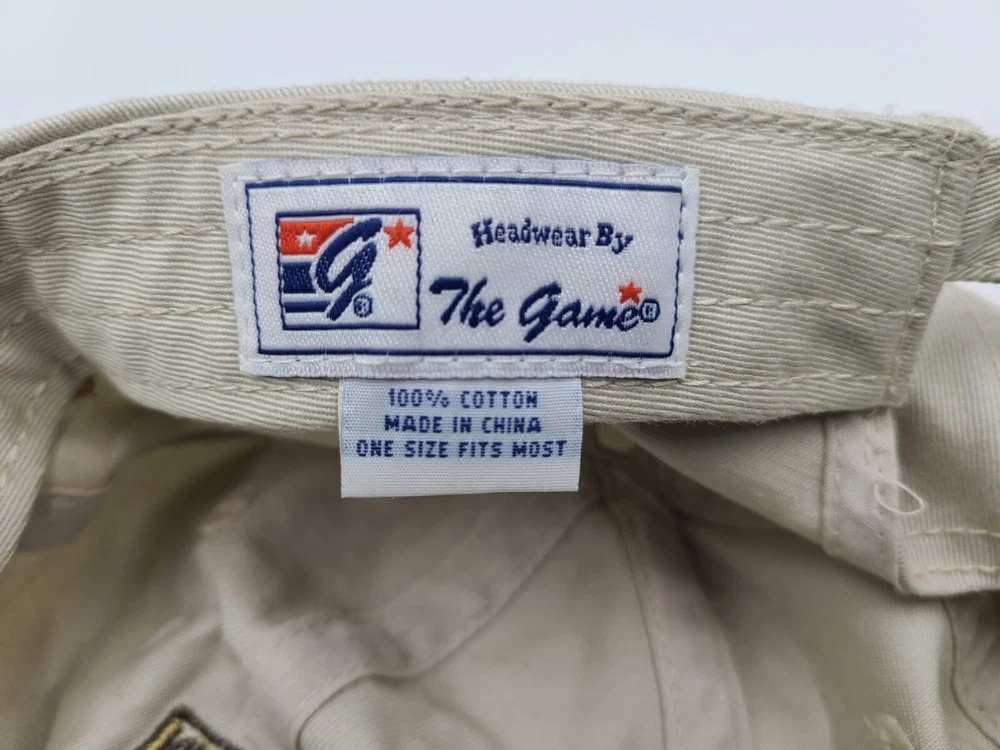 G®
Headwear By
The Game®
100% COTTON
MADE IN CHINA
ONE SIZE FITS MOST